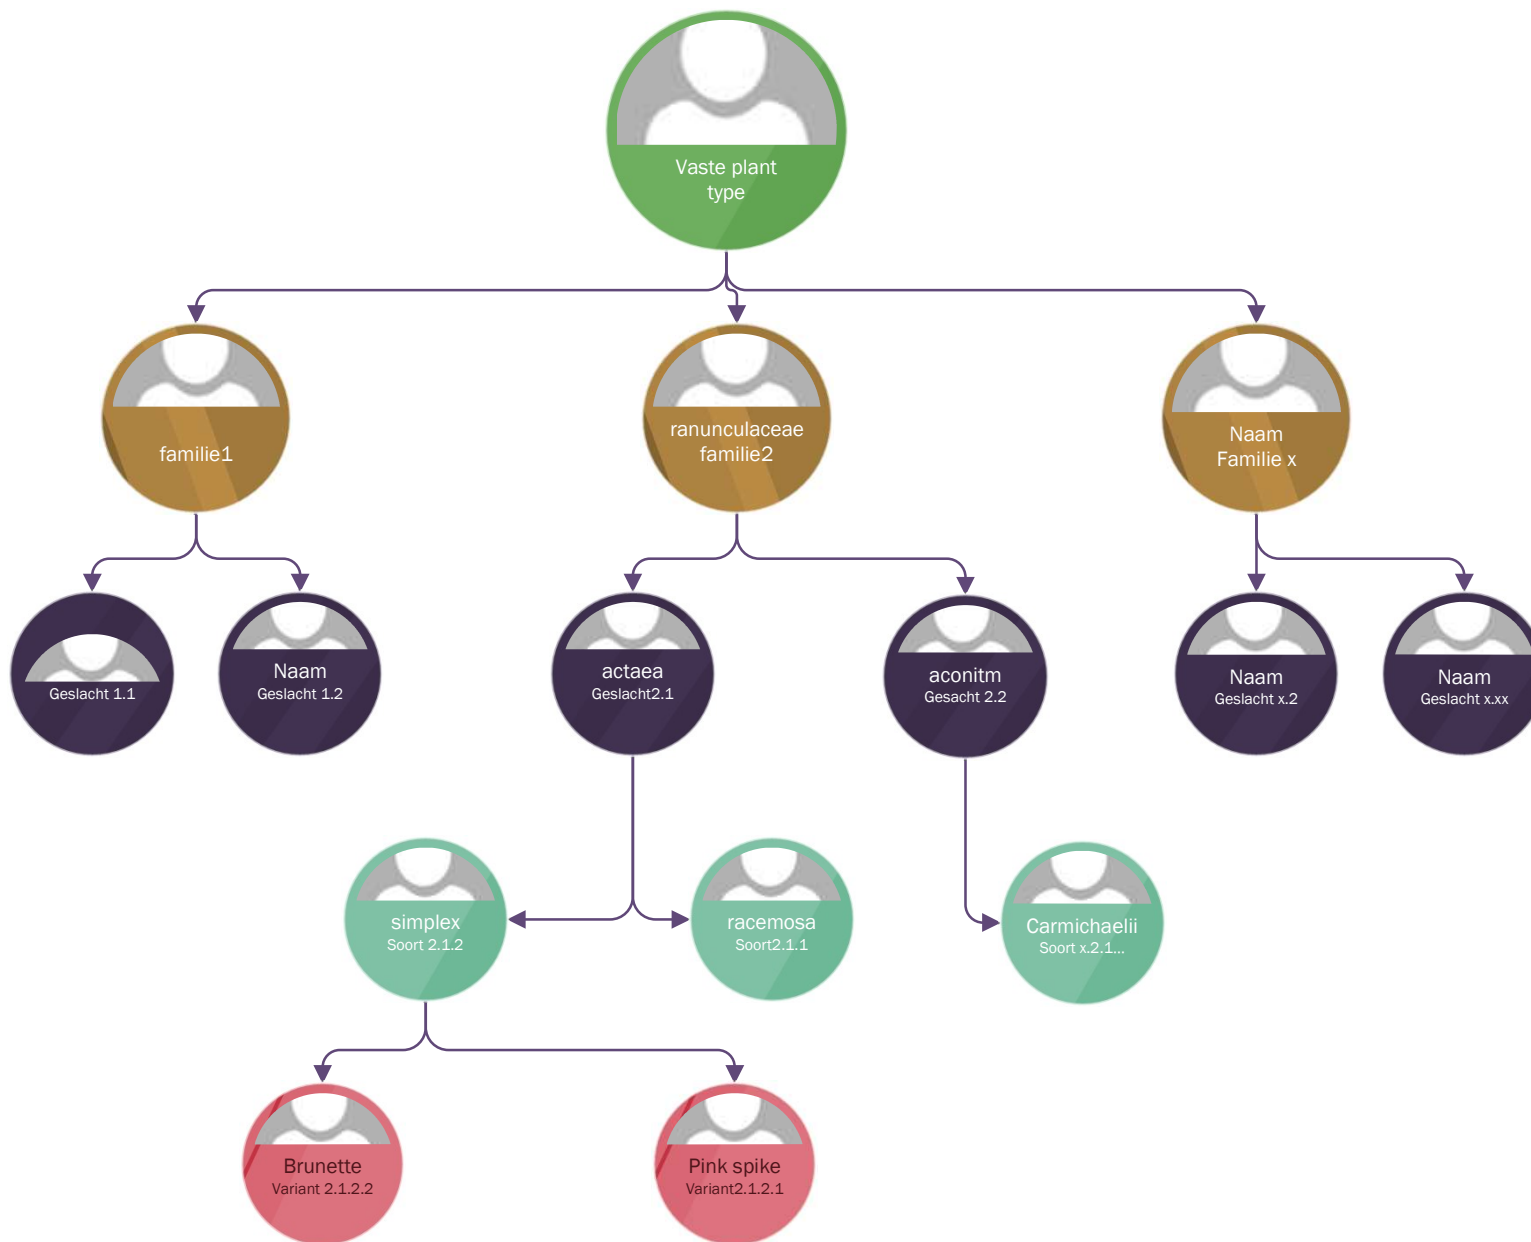 Vaste plant
type
familie1
ranunculaceae
familie2
Naam
Familie x
Geslacht 1.1
Naam
Geslacht 1.2
actaea
Geslacht2.1
aconitm
Gesacht 2.2
Naam
Geslacht x.2
Naam
Geslacht x.xx
simplex
Soort 2.1.2
racemosa
Soort2.1.1
Carmichaelii
Soort x.2.1...
Brunette
Variant 2.1.2.2
Pink spike
Variant2.1.2.1